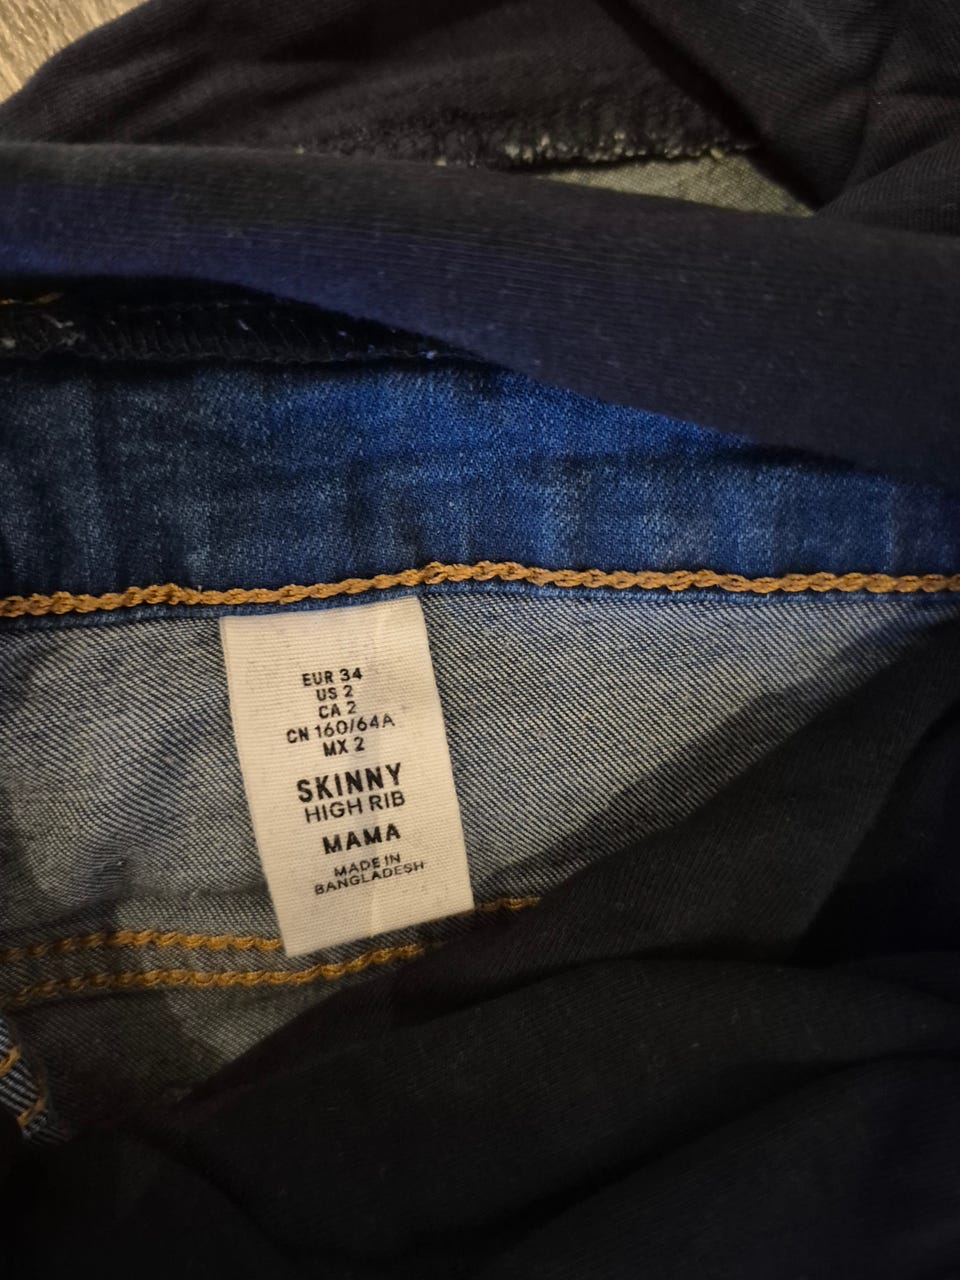 EUR 34
US 2
CA 2
CN 160/64A
MX 2
SKINNY
HIGH RIB
MAMA
MADE IN
BANGLADESH